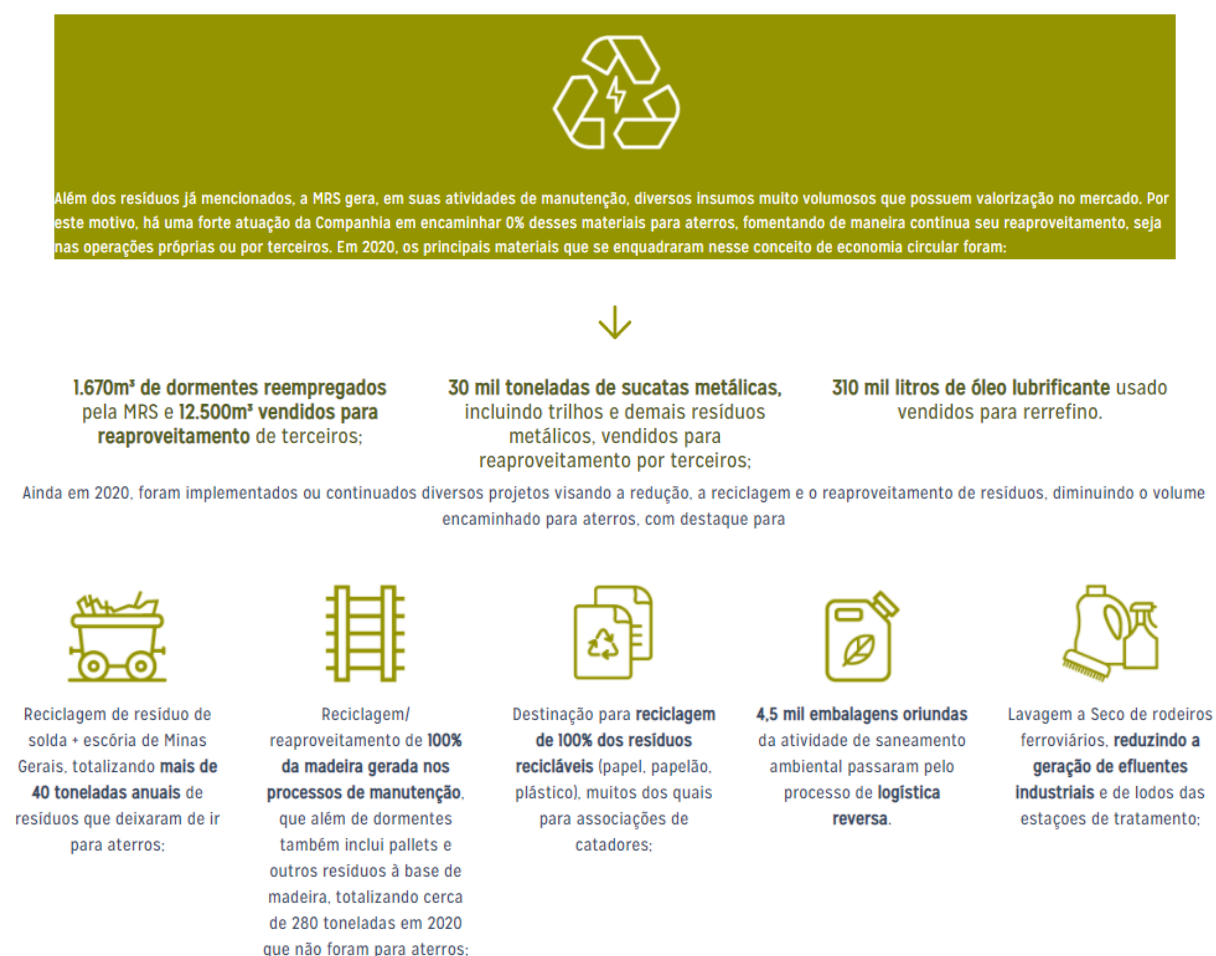 Além dos resíduos já mencionados, a MRS gera, em suas atividades de manutenção, diversos insumos muito volumosos que possuem valorização no mercado. Por
este motivo, há uma forte atuação da Companhia em encaminhar 0% desses materiais para aterros, fomentando de maneira contínua seu reaproveitamento, seja
nas operações próprias ou por terceiros. Em 2020, os principais materiais que se enquadraram nesse conceito de economia circular foram:
1.670m³ de dormentes reempregados
pela MRS e 12.500m³ vendidos para
reaproveitamento de terceiros;
30 mil toneladas de sucatas metálicas,
incluindo trilhos e demais resíduos
metálicos, vendidos para
reaproveitamento por terceiros;
310 mil litros de óleo lubrificante usado
vendidos para rerrefino.
Ainda em 2020, foram implementados ou continuados diversos projetos visando a redução, a reciclagem e o reaproveitamento de resíduos, diminuindo o volume
encaminhado para aterros, com destaque para
Reciclagem de resíduo de
solda + escória de Minas
Gerais, totalizando mais de
40 toneladas anuais de
resíduos que deixaram de ir
para aterros;
Reciclagem/
reaproveitamento de 100%
da madeira gerada nos
processos de manutenção,
que além de dormentes
também inclui pallets e
outros resíduos à base de
madeira, totalizando cerca
de 280 toneladas em 2020
que não foram para aterros;
Destinação para reciclagem
de 100% dos resíduos
recicláveis (papel, papelão,
plástico), muitos dos quais
para associações de
catadores;
4,5 mil embalagens oriundas
da atividade de saneamento
ambiental passaram pelo
processo de logística
reversa.
Lavagem a Seco de rodeiros
ferroviários, reduzindo a
geração de efluentes
industriais e de lodos das
estaçoes de tratamento;